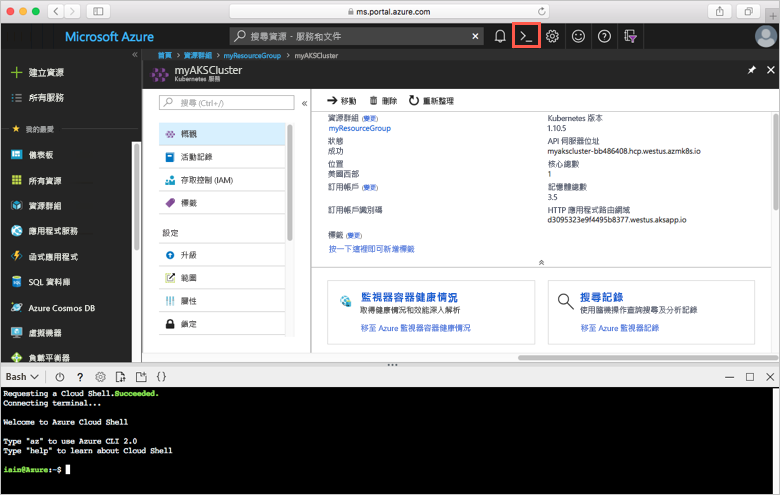 ms.portal.azure.com
Microsoft Azure
搜尋資源、服務和文件
首頁 > 資源群組 > myResourceGroup > myAKSCluster
myAKSCluster
Kubernetes 服務
建立資源
所有服務
我的最愛
儀表板
所有資源
資源群組
應用程式服務
函式應用程式
SQL 資料庫
Azure Cosmos DB
虛擬機器
負載平衡器
搜尋 (Ctrl+/)
概觀
活動記錄
存取控制 (IAM)
標籤
設定
升級
範圍
屬性
鎖定
移動 刪除 重新整理
資源群組 (變更)
myResourceGroup
狀態
成功
位置
美國西部
訂用帳戶 (變更)
訂用帳戶識別碼
標籤 (變更)
按一下這裡即可新增標籤
Kubernetes 版本
1.10.5
API 伺服器位址
myakscluster-bb486408.hcp.westus.azmk8s.io
核心總數
1
記憶體總數
3.5
HTTP 應用程式路由網域
d3095323e9f4495b8377.westus.aksapp.io
監視器容器健康情況
取得健康情況和效能深入解析
移至 Azure 監視器容器健康情況
搜尋記錄
使用隨機操作查詢搜尋及分析記錄
移至 Azure 監視器記錄
Bash
Requesting a Cloud Shell.Succeeded.
Connecting terminal...
Welcome to Azure Cloud Shell
Type "az" to use Azure CLI 2.0
Type "help" to learn about Cloud Shell
iain@Azure:~$